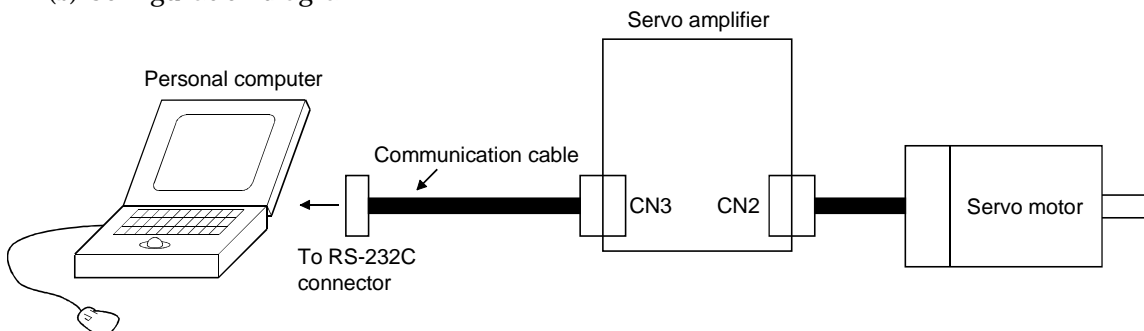 Servo amplifier
Personal computer
Communication cable
CN3
CN2
Servo motor
To RS-232C
connector